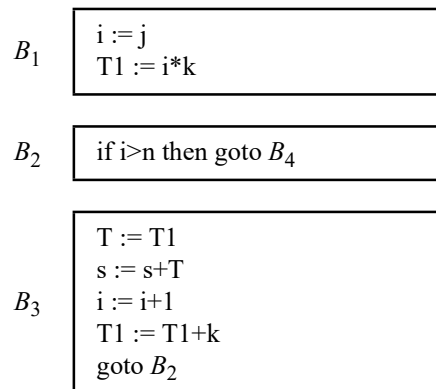 B1
i := j
T1 := i*k
B2
if i>n then goto B4
B3
T := T1
s := s+T
i := i+1
T1 := T1+k
goto B2